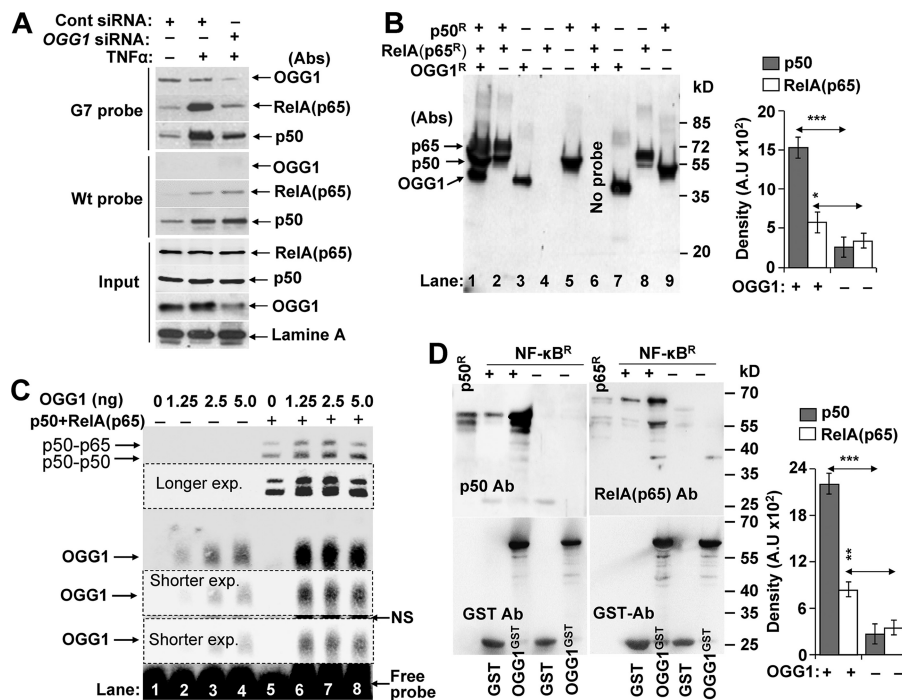 A
Cont siRNA: + + –
OGG1 siRNA: – – +
TNFα: – + + (Abs)
G7 probe
OGG1
RelA(p65)
p50
Wt probe
OGG1
RelA(p65)
p50
Input
RelA(p65)
p50
OGG1
Lamine A
B
p50R + + – – + + – – +
RelA(p65R) + + – – – + – + –
OGG1R + – + – – + + – –
kD
(Abs)
p65
p50
OGG1
No probe
85
72
55
35
20
Lane: 1 2 3 4 5 6 7 8 9
p50
RelA(p65)
Density (A.U x102)
20
15
10
5
0
***
*
OGG1: + + – –
C
OGG1 (ng) 0 1.25 2.5 5.0 0 1.25 2.5 5.0
p50+RelA(p65) – – – – + + + +
p50-p65
p50-p50
Longer exp.
OGG1
Shorter exp.
OGG1
NS
OGG1
Shorter exp.
Free probe
Lane: 1 2 3 4 5 6 7 8
D
p50R
NF-κBR
+ + – –
p65R
NF-κBR
+ + – –
kD
70
55
40
35
25
p50 Ab
RelA(p65) Ab
70
55
40
30
25
GST Ab
GST-Ab
GST OGG1GST GST OGG1GST
GST OGG1GST GST OGG1GST
p50
RelA(p65)
Density (A.U x102)
24
18
12
6
0
***
**
OGG1: + + – –